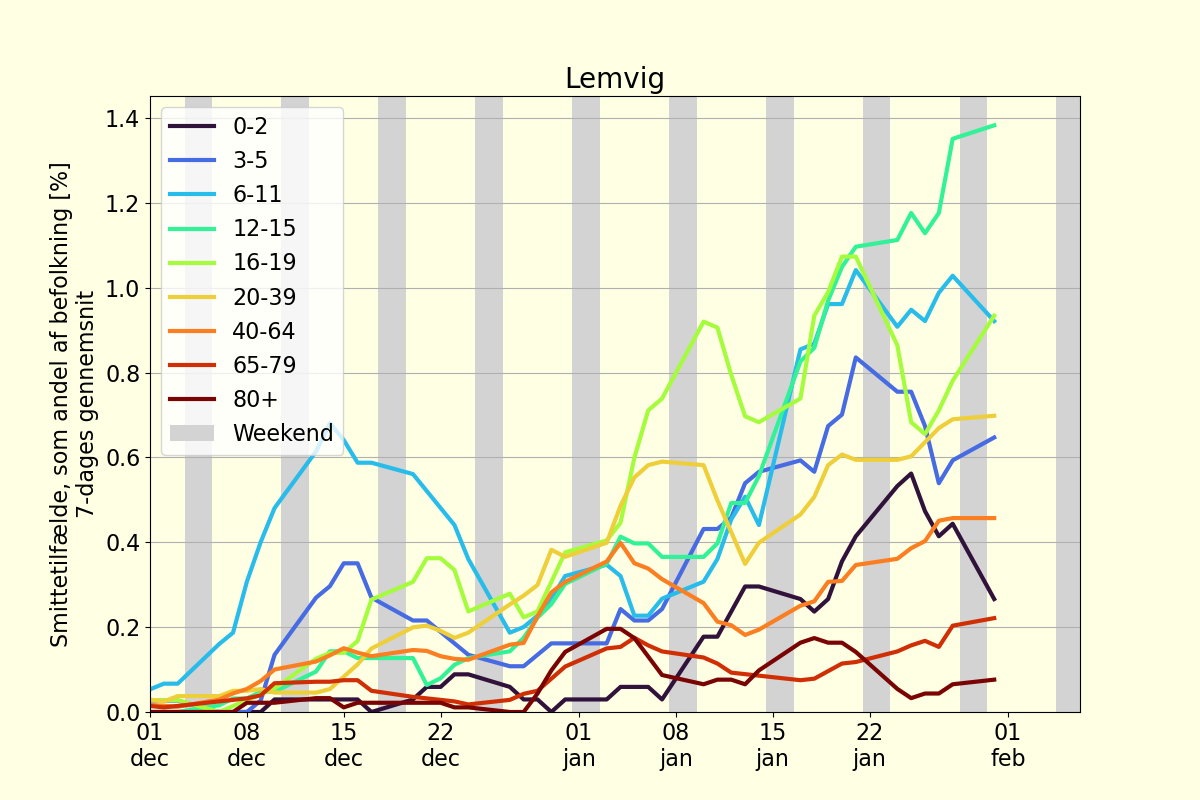 Lemvig
Smittetilfælde, som andel af befolkning [%]
7-dages gennemsnit
1.4
1.2
1.0
0.8
0.6
0.4
0.2
0.0
0-2
3-5
6-11
12-15
16-19
20-39
40-64
65-79
80+
Weekend
01 08 15 22 01 08 15 22 01
dec dec dec dec jan jan jan jan feb